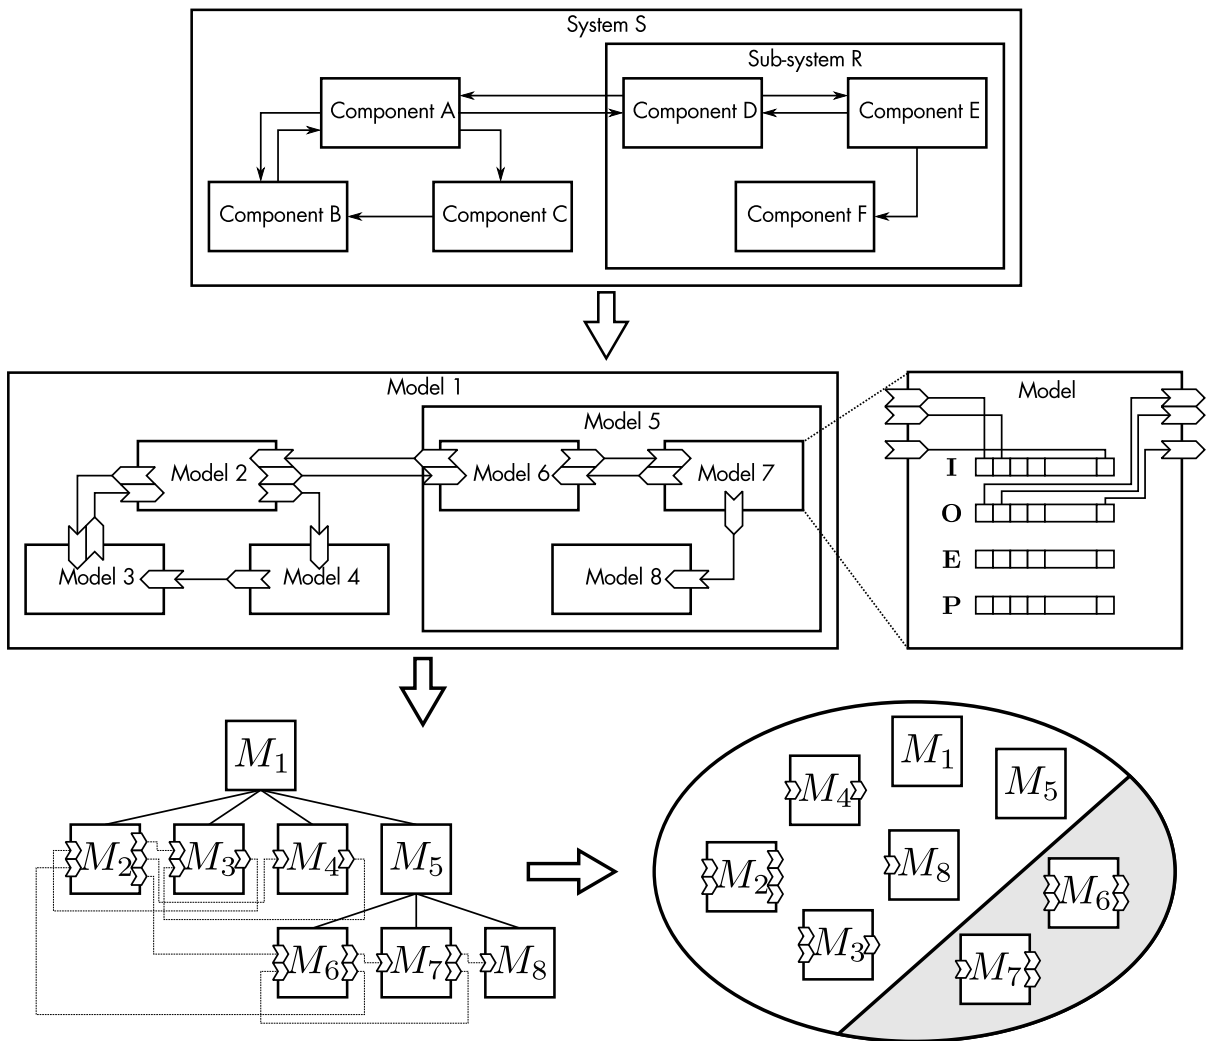 System S
Sub-system R
Component A
Component D
Component E
Component B
Component C
Component F
Model 1
Model
Model 5
Model 2
Model 6
Model 7
I
O
E
P
Model 3
Model 4
Model 8
M₁
M₂
M₃
M₄
M₅
M₆
M₇
M₈
M₁
M₅
M₄
M₈
M₂
M₆
M₃
M₇